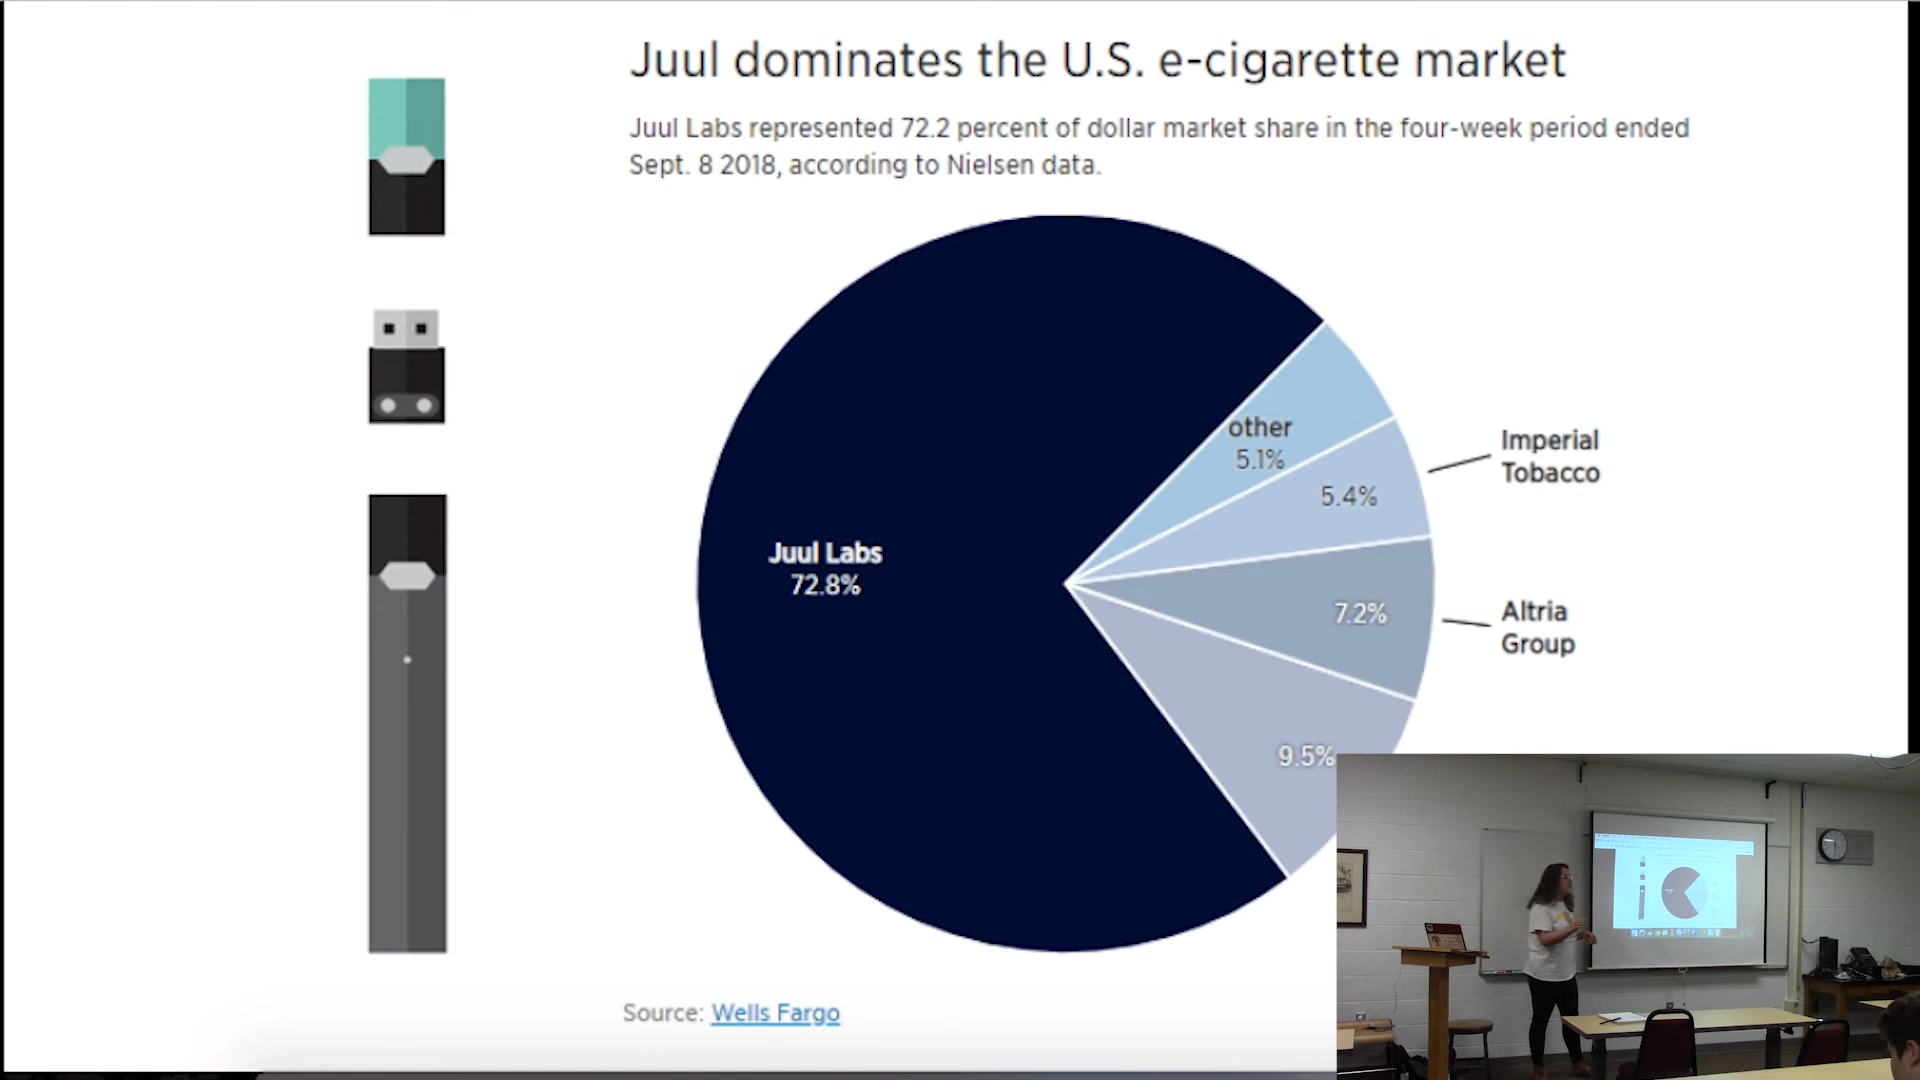 Juul dominates the U.S. e-cigarette market
Juul Labs represented 72.2 percent of dollar market share in the four-week period ended
Sept. 8 2018, according to Nielsen data.
other
5.1%
Imperial
Tobacco
5.4%
Juul Labs
72.8%
Altria
Group
7.2%
9.5%
Source: Wells Fargo